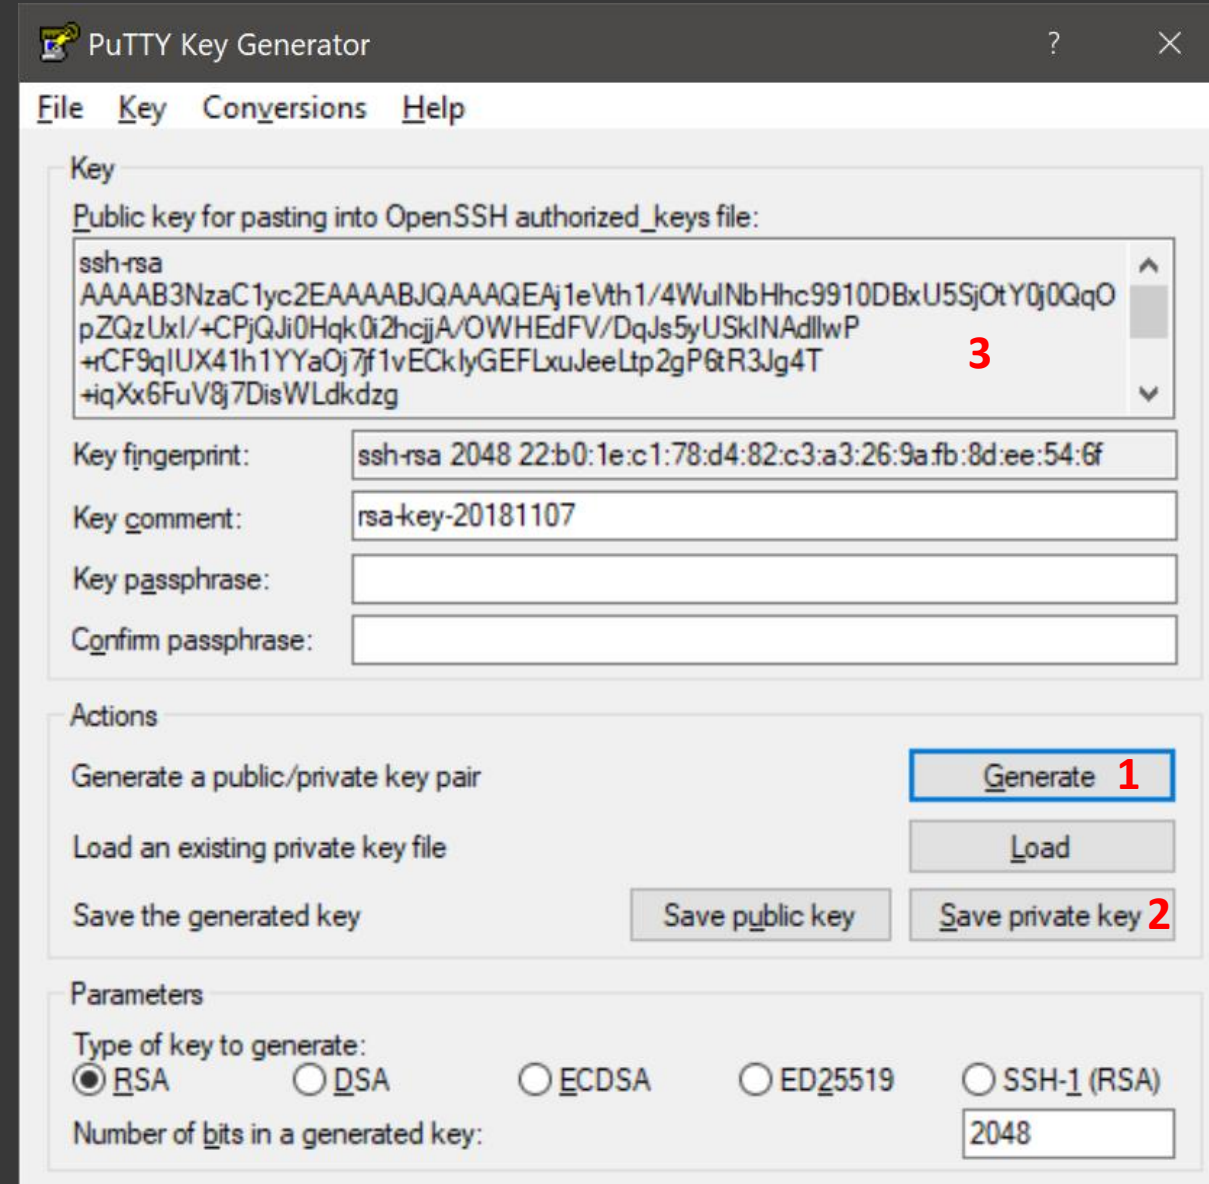 PuTTY Key Generator ? ×
File Key Conversions Help
Key
Public key for pasting into OpenSSH authorized_keys file:
ssh-rsa
AAAAB3NzaC1yc2EAAAABJQAAAQEAj1eVth1/4WuINbHhc9910DBxU5SjOtY0j0QqO
pZQzUxI/+CPjQJi0Hqk0i2hcjjA/OWHEdFV/DqJs5yUSkINAdIlwP
+rCF9qIUX41h1YYaOj7jf1vECkIyGEFLxuJeeLtp2gP6tR3Jg4T
+iqXx6FuV8j7DisWLdkdzg
3
Key fingerprint: ssh-rsa 2048 22:b0:1e:c1:78:d4:82:c3:a3:26:9a:fb:8d:ee:54:6f
Key comment: rsa-key-20181107
Key passphrase:
Confirm passphrase:
Actions
Generate a public/private key pair Generate 1
Load an existing private key file Load
Save the generated key Save public key Save private key 2
Parameters
Type of key to generate:
RSA DSA ECDSA ED25519 SSH-1 (RSA)
Number of bits in a generated key: 2048